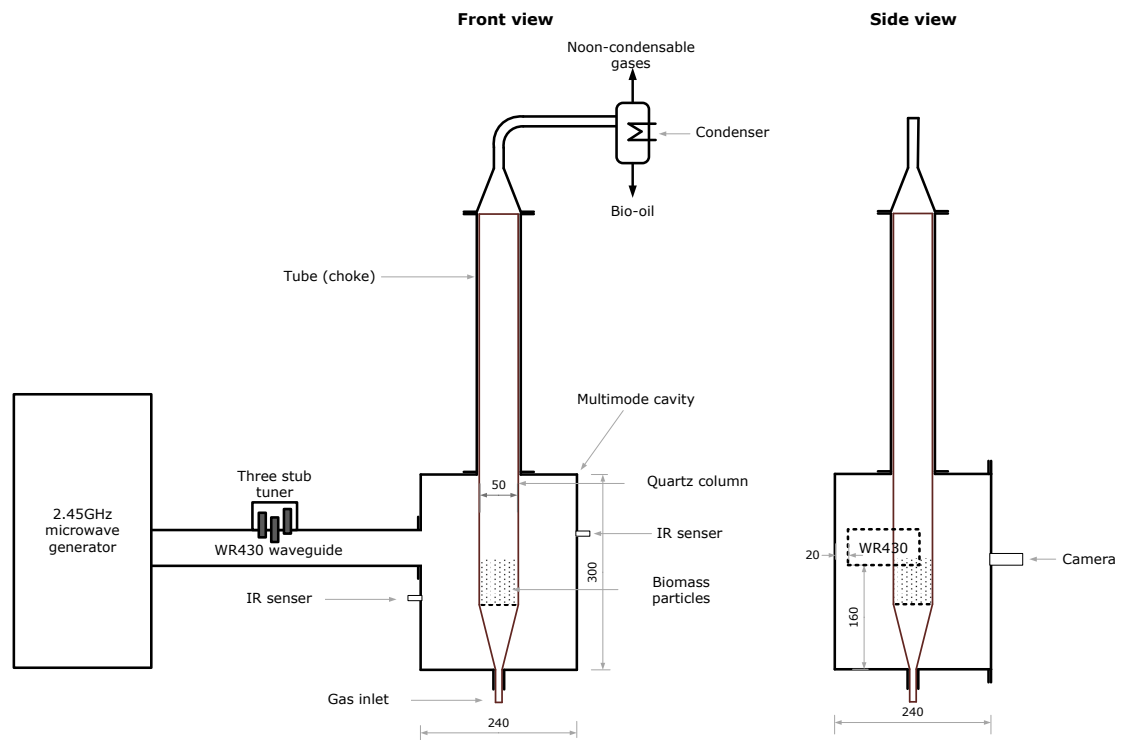 Front view
Side view
Noon-condensable
gases
Condenser
Bio-oil
Tube (choke)
Multimode cavity
Three stub
tuner
50
Quartz column
2.45GHz
microwave
generator
WR430 waveguide
IR senser
300
IR senser
Biomass
particles
Gas inlet
240
20
WR430
Camera
160
240